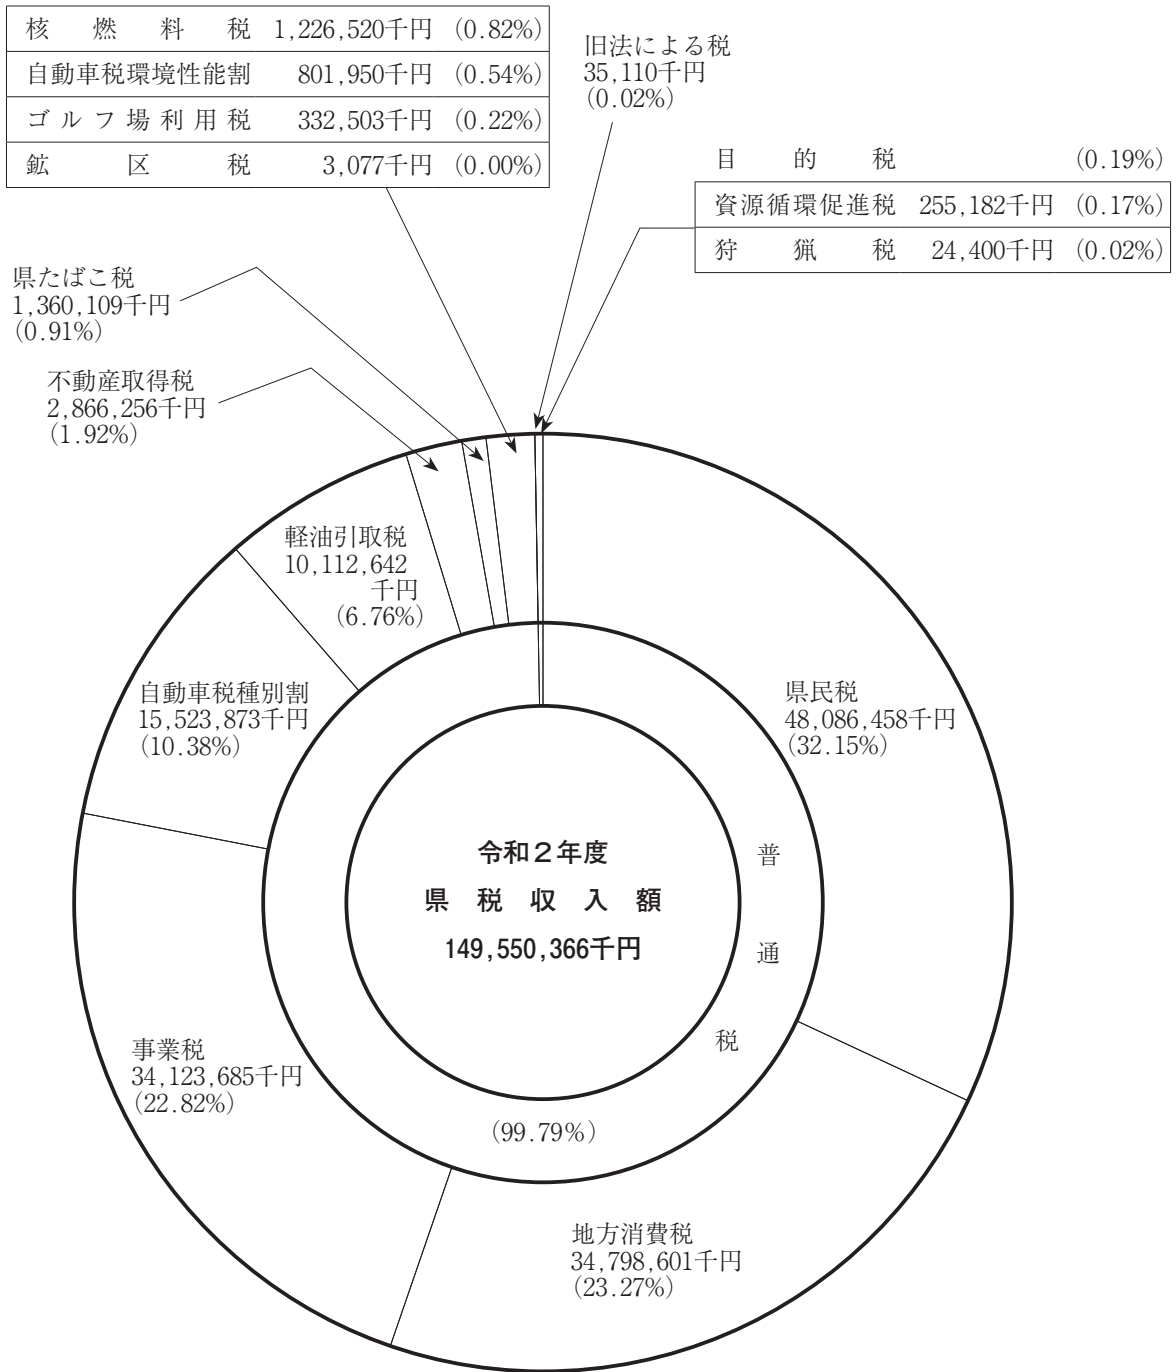 核燃料税 1,226,520千円 (0.82%)
自動車税環境性能割 801,950千円 (0.54%)
ゴルフ場利用税 332,503千円 (0.22%)
鉱区税 3,077千円 (0.00%)
旧法による税
35,110千円
(0.02%)
目的税 (0.19%)
資源循環促進税 255,182千円 (0.17%)
狩猟税 24,400千円 (0.02%)
県たばこ税
1,360,109千円
(0.91%)
不動産取得税
2,866,256千円
(1.92%)
軽油引取税
10,112,642
千円
(6.76%)
自動車税種別割
15,523,873千円
(10.38%)
県民税
48,086,458千円
(32.15%)
令和2年度
県税収入額
149,550,366千円
普
通
税
(99.79%)
事業税
34,123,685千円
(22.82%)
地方消費税
34,798,601千円
(23.27%)